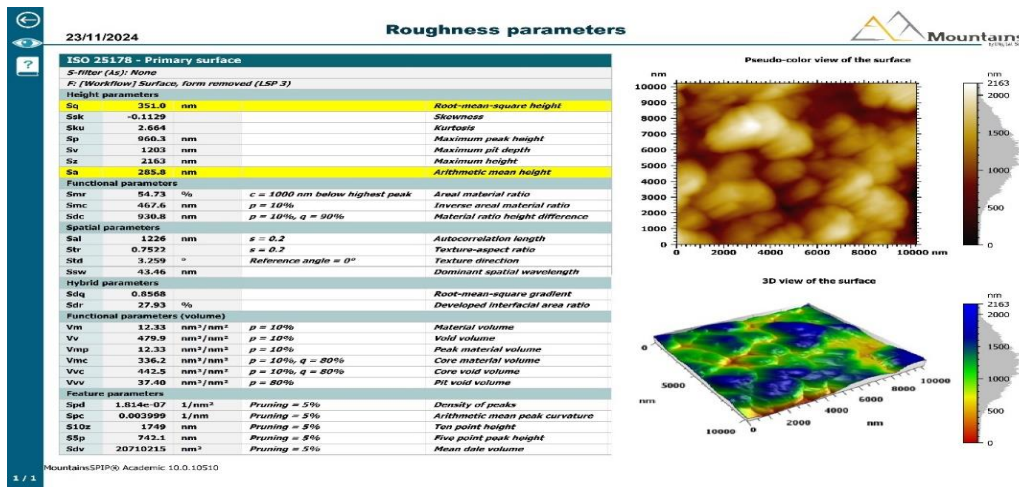 23/11/2024
Roughness parameters
Mountains
ISO 25178 - Primary surface
S-filter (λs): None
F: [Workflow] Surface, form removed (LSP 3)
Height parameters
Sq 351.0 nm Root-mean-square height
Ssk -0.1129 Skewness
Sku 2.664 Kurtosis
Sp 960.3 nm Maximum peak height
Sv 1203 nm Maximum pit depth
Sz 2163 nm Maximum height
Sa 285.8 nm Arithmetic mean height
Functional parameters
Smr 54.73 % c = 1000 nm below highest peak Areal material ratio
Smc 467.6 nm p = 10% Inverse areal material ratio
Sdc 930.8 nm p = 10%, q = 90% Material ratio height difference
Spatial parameters
Sal 1226 nm s = 0.2 Autocorrelation length
Str 0.7522 s = 0.2 Texture-aspect ratio
Std 3.259 ° Reference angle = 0° Texture direction
Ssw 43.46 nm Dominant spatial wavelength
Hybrid parameters
Sdq 0.8568 Root-mean-square gradient
Sdr 27.93 % Developed interfacial area ratio
Functional parameters (volume)
Vm 12.33 nm³/nm² p = 10% Material volume
Vv 479.9 nm³/nm² p = 10% Void volume
Vmp 12.33 nm³/nm² p = 10% Peak material volume
Vmc 336.2 nm³/nm² p = 10%, q = 80% Core material volume
Vvc 442.5 nm³/nm² p = 10%, q = 80% Core void volume
Vvv 37.40 nm³/nm² p = 80% Pit void volume
Feature parameters
Spd 1.814e-07 1/nm² Pruning = 5% Density of peaks
Spc 0.003999 1/nm Pruning = 5% Arithmetic mean peak curvature
S10z 1749 nm Pruning = 5% Ten point height
S5p 742.1 nm Pruning = 5% Five point peak height
Sdv 20710215 nm³ Pruning = 5% Mean dale volume
MountainsSPIP® Academic 10.0.10510
1 / 1
Pseudo-color view of the surface
nm
10000
9000
8000
7000
6000
5000
4000
3000
2000
1000
0
0 2000 4000 6000 8000 10000 nm
nm
2163
2000
1500
1000
500
0
3D view of the surface
0
5000
nm
10000
0
2000
4000
6000
8000
10000
nm
nm
2163
2000
1500
1000
500
0